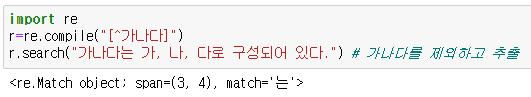 import re
r=re.compile("[^가나다]")
r.search("가나다는 가, 나, 다로 구성되어 있다.") # 가나다를 제외하고 추출
<re.Match object; span=(3, 4), match='는'>